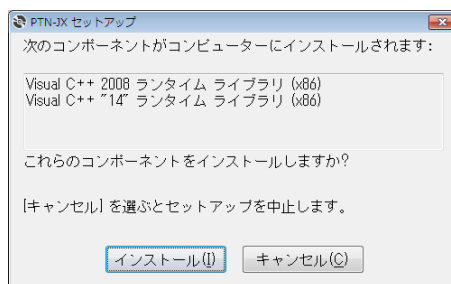 PTN-JX セットアップ
次のコンポーネントがコンピューターにインストールされます:
Visual C++ 2008 ランタイム ライブラリ (x86)
Visual C++ "14" ランタイム ライブラリ (x86)
これらのコンポーネントをインストールしますか?
[キャンセル] を選ぶとセットアップを中止します。
インストール(I)
キャンセル(C)